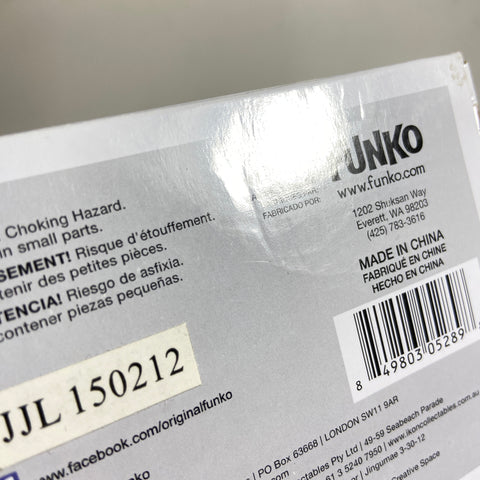 Choking Hazard.
in small parts.
SEMENT! Risque d'étouffement.
tenir des petites pièces.
TENCIA! Riesgo de asfixia.
contener piezas pequeñas.
JJL 150212
www.facebook.com/originalfunko
FUNKO
www.funko.com
PAR:
FABRICADO POR:
1202 Shuksan Way
Everett, WA 98203
(425) 783-3616
MADE IN CHINA
FABRIQUÉ EN CHINE
HECHO EN CHINA
8 49803 05289
PO Box 63668 | LONDON SW11 9AR
Collectables Pty Ltd | 49-59 Seabeach Parade
61 3 5240 7950 | www.ikoncollectables.com.au
or | Jingumae 3-30-12
Creative Space